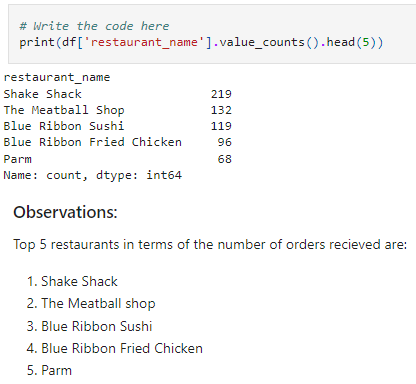 # Write the code here
print(df['restaurant_name'].value_counts().head(5))
restaurant_name
Shake Shack 219
The Meatball Shop 132
Blue Ribbon Sushi 119
Blue Ribbon Fried Chicken 96
Parm 68
Name: count, dtype: int64
Observations:
Top 5 restaurants in terms of the number of orders recieved are:
1. Shake Shack
2. The Meatball shop
3. Blue Ribbon Sushi
4. Blue Ribbon Fried Chicken
5. Parm